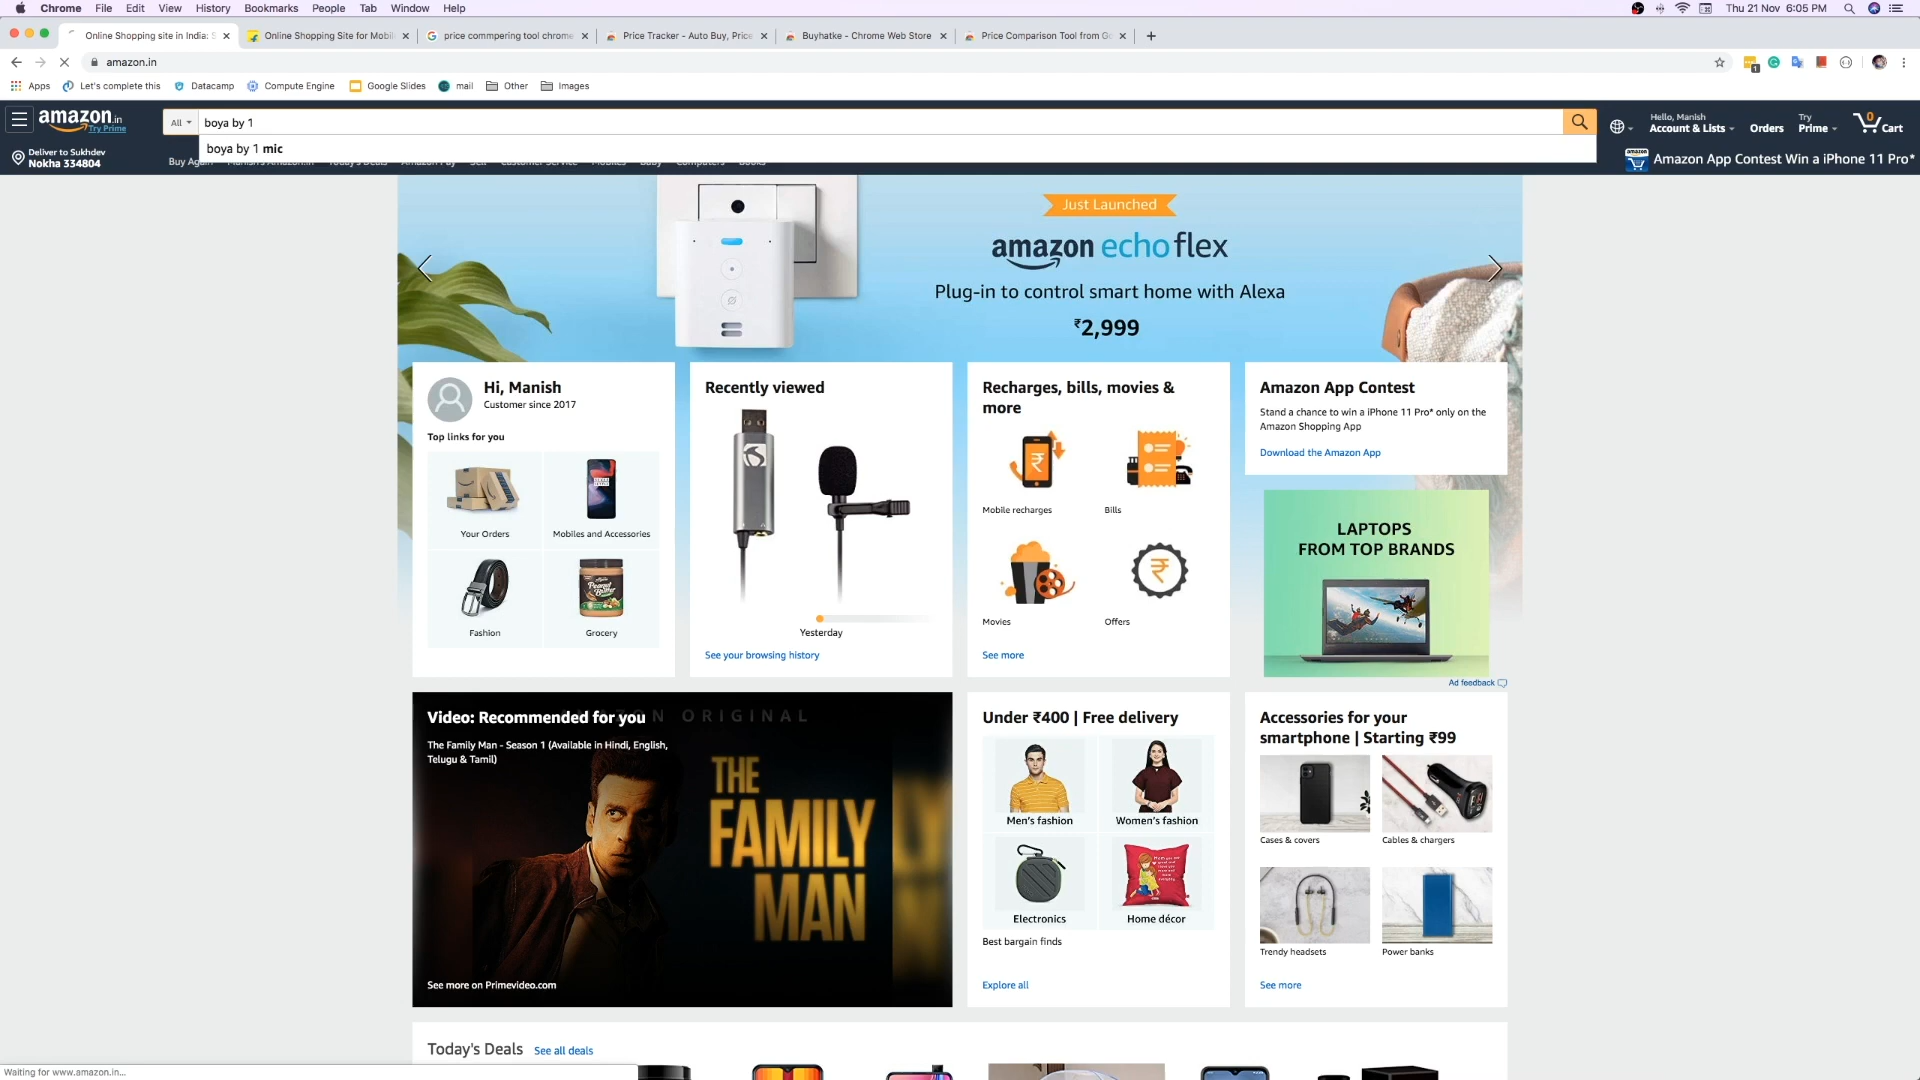 Chrome File Edit View History Bookmarks People Tab Window Help
Thu 21 Nov 6:05 PM
Online Shopping site in India: S
Online Shopping Site for Mobil
price commpering tool chrome
Price Tracker - Auto Buy, Price
Buyhatke - Chrome Web Store
Price Comparison Tool from Go
amazon.in
Apps Let's complete this Datacamp Compute Engine Google Slides mail Other Images
amazon.in
Try Prime
All
boya by 1
Hello, Manish
Account & Lists
Orders
Try
Prime
0
Cart
boya by 1 mic
Deliver to Sukhdev
Nokha 334804
Buy Again Manish's Amazon.in Today's Deals Amazon Pay Sell Customer Service Mobiles Baby Computers Books
amazon
Amazon App Contest Win a iPhone 11 Pro*
Just Launched
amazon echo flex
Plug-in to control smart home with Alexa
₹2,999
Hi, Manish
Customer since 2017
Top links for you
Your Orders
Mobiles and Accessories
Fashion
Grocery
Recently viewed
Yesterday
See your browsing history
Recharges, bills, movies &
more
Mobile recharges
Bills
Movies
Offers
See more
Amazon App Contest
Stand a chance to win a iPhone 11 Pro* only on the
Amazon Shopping App
Download the Amazon App
LAPTOPS
FROM TOP BRANDS
Ad feedback
Video: Recommended for you
AMAZON ORIGINAL
The Family Man - Season 1 (Available in Hindi, English,
Telugu & Tamil)
THE
FAMILY
MAN
See more on Primevideo.com
Under ₹400 | Free delivery
Men's fashion
Women's fashion
Electronics
Home décor
Best bargain finds
Explore all
Accessories for your
smartphone | Starting ₹99
Cases & covers
Cables & chargers
Trendy headsets
Power banks
See more
Today's Deals See all deals
Waiting for www.amazon.in...